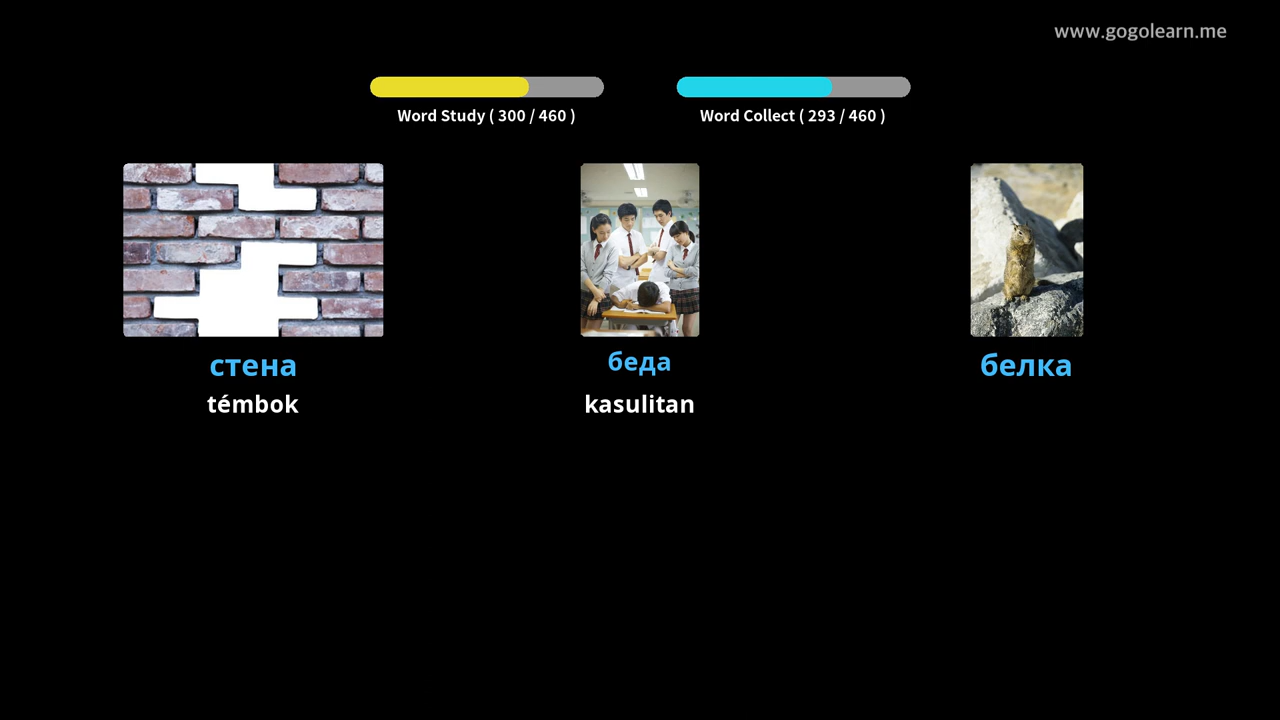 www.gogolearn.me
Word Study ( 300 / 460 )
Word Collect ( 293 / 460 )
стена
беда
белка
témbok
kasulitan